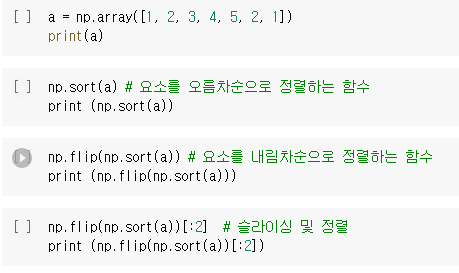 [ ] a = np.array([1, 2, 3, 4, 5, 2, 1])
print(a)
[ ] np.sort(a) # 요소를 오름차순으로 정렬하는 함수
print (np.sort(a))
np.flip(np.sort(a)) # 요소를 내림차순으로 정렬하는 함수
print (np.flip(np.sort(a)))
[ ] np.flip(np.sort(a))[:2]  # 슬라이싱 및 정렬
print (np.flip(np.sort(a))[:2])